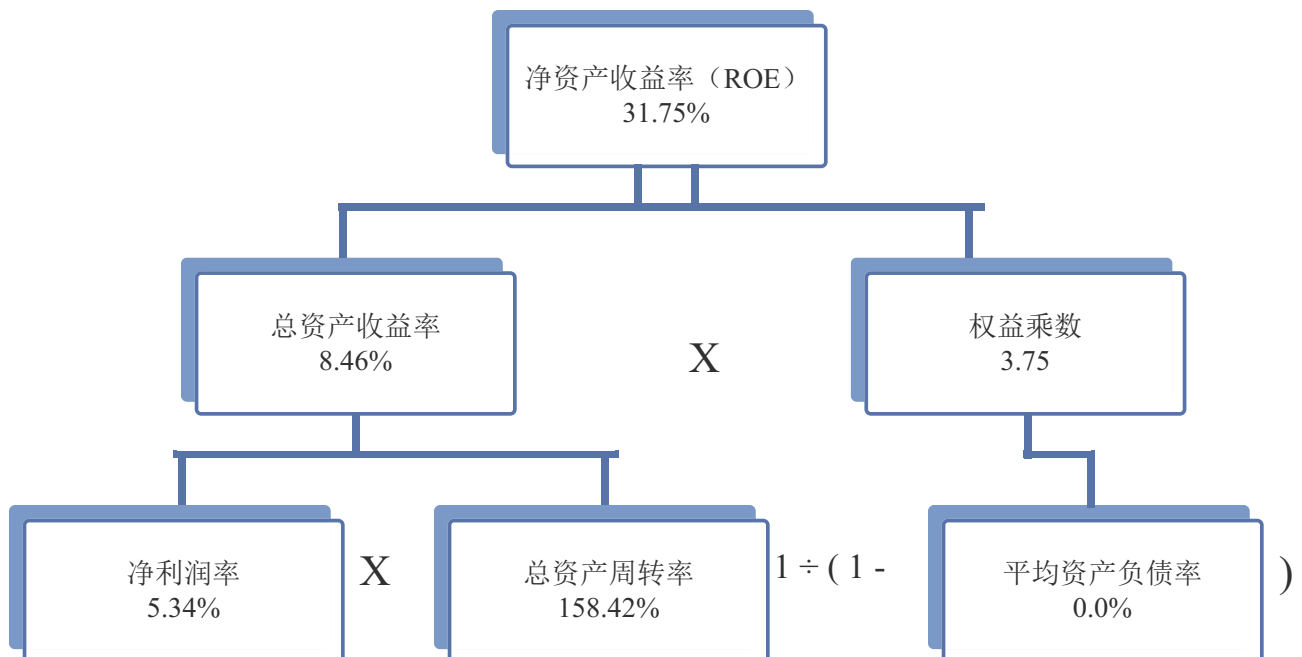 净资产收益率（ROE）
31.75%
总资产收益率
8.46%
X
权益乘数
3.75
净利润率
5.34%
X
总资产周转率
158.42%
1 ÷ ( 1 -
平均资产负债率
0.0%
)